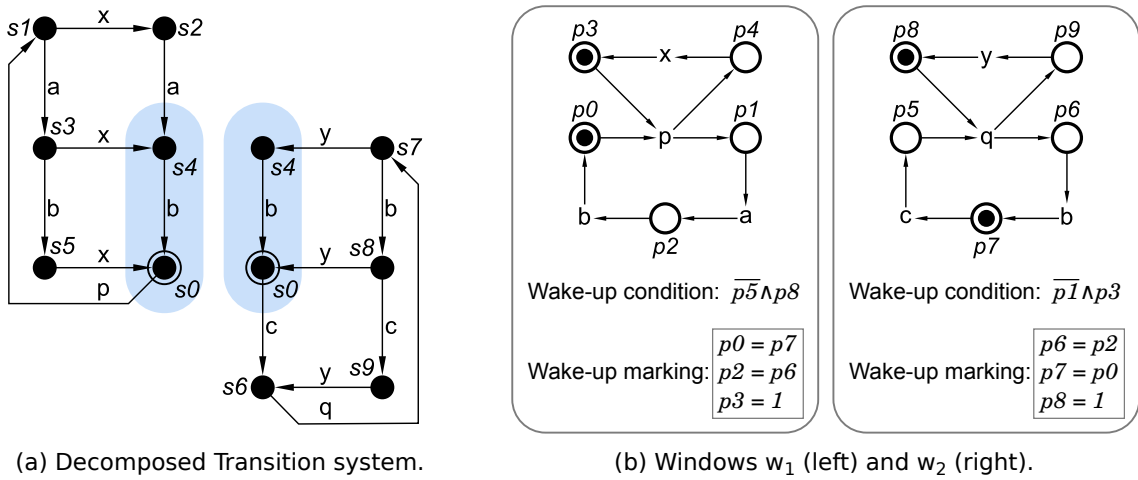 s1 x s2
a a
s3 x s4 s4 y s7
b b b b
s5 x s0 s0 y s8
p c c
s6 y s9
q
(a) Decomposed Transition system.
p3 p4
x
p0 p1
p
b a
p2
Wake-up condition: p̅5̅∧p8
Wake-up marking:
p0 = p7
p2 = p6
p3 = 1
p8 p9
y
p5 p6
q
c b
p7
Wake-up condition: p̅1̅∧p3
Wake-up marking:
p6 = p2
p7 = p0
p8 = 1
(b) Windows w₁ (left) and w₂ (right).